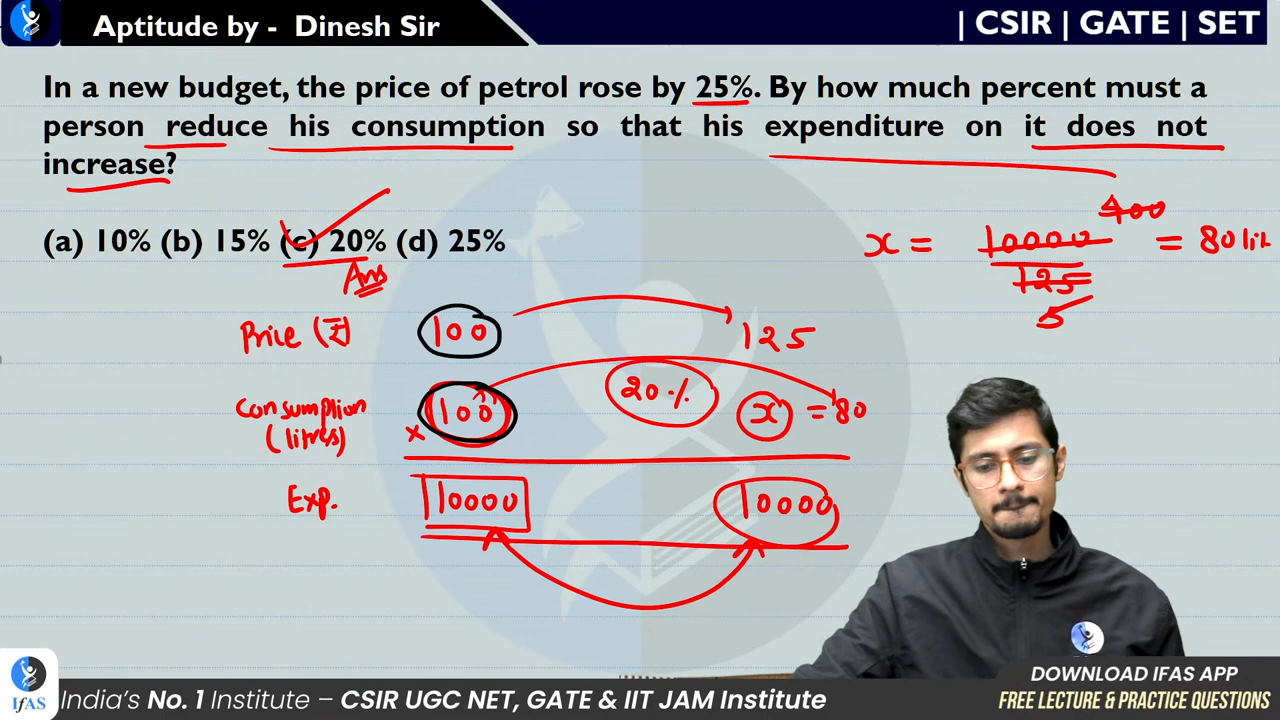 Aptitude by - Dinesh Sir
| CSIR | GATE | SET
In a new budget, the price of petrol rose by 25%. By how much percent must a
person reduce his consumption so that his expenditure on it does not
increase?
(a) 10% (b) 15% (c) 20% (d) 25%
Ans
x = 10000 / 125 = 80 lit
400
5
Price (₹) 100 125
Consumption 100 20% x = 80
(litres) ×
Exp. 10000 10000
DOWNLOAD IFAS APP
FREE LECTURE & PRACTICE QUESTIONS
IFAS
India's No. 1 Institute – CSIR UGC NET, GATE & IIT JAM Institute